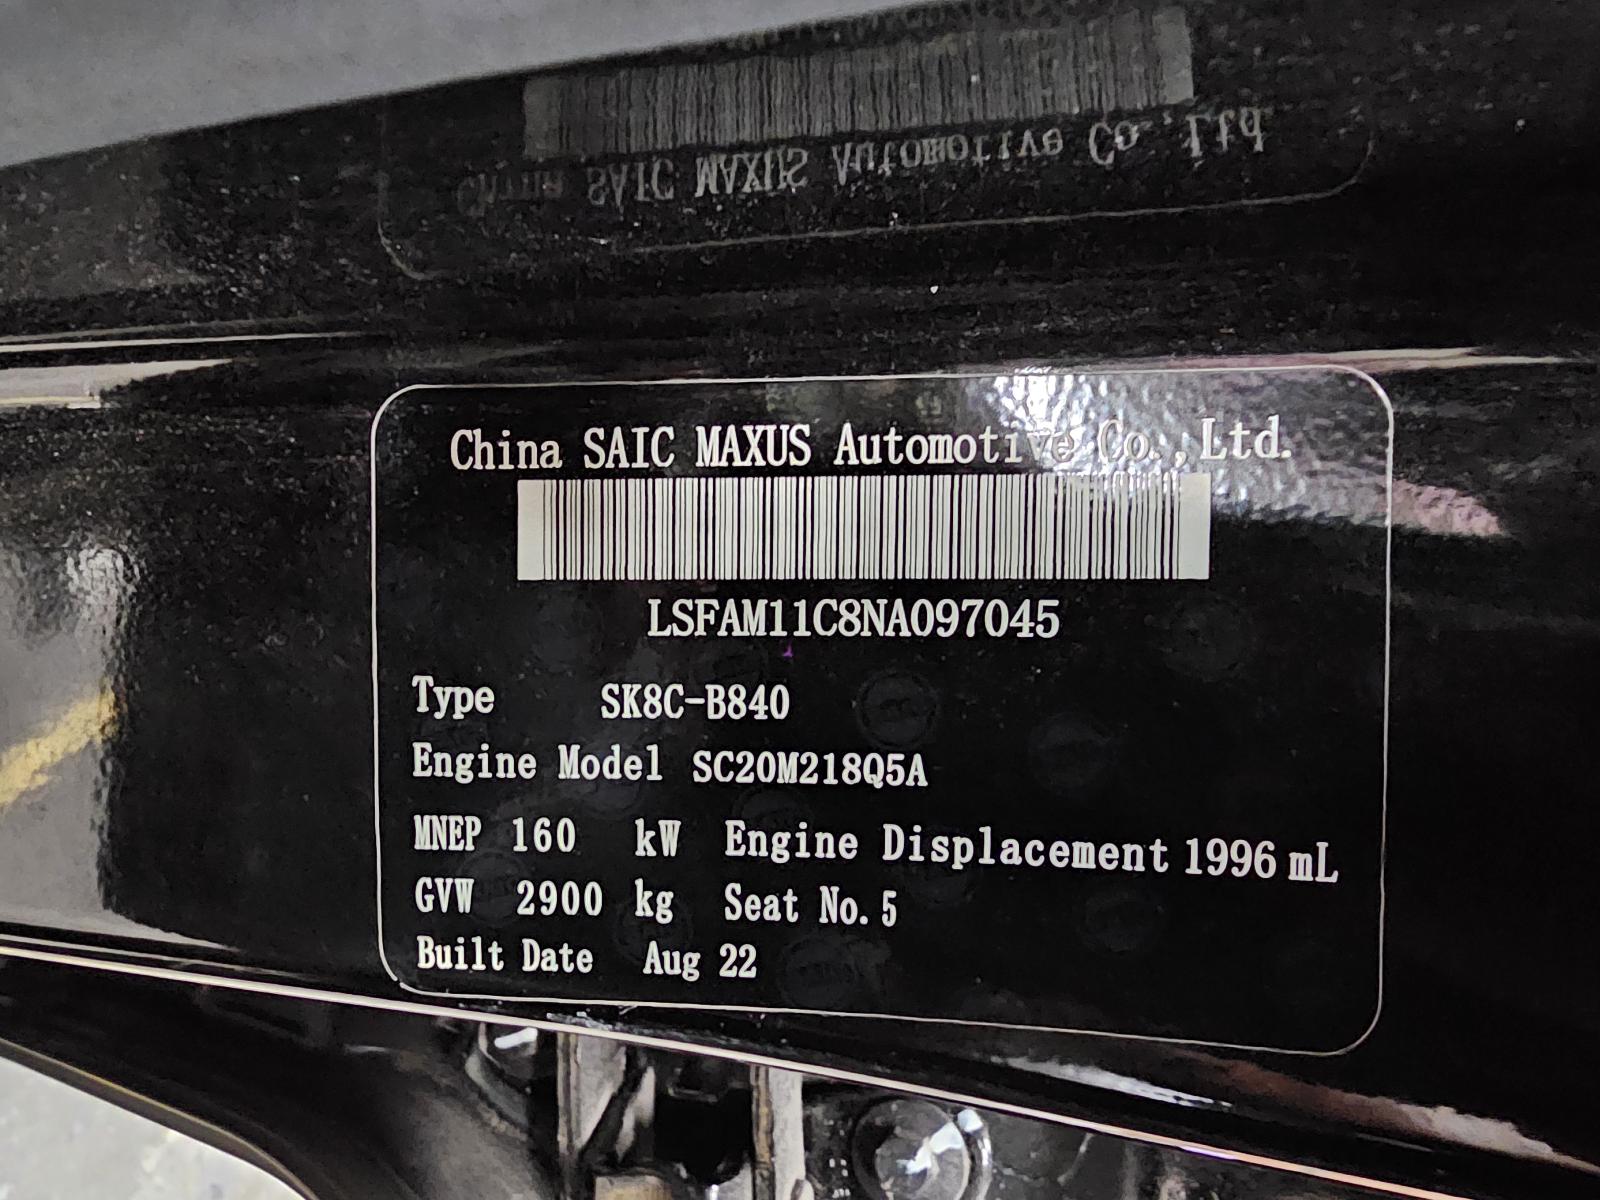 China SAIC MAXUS Automotive Co.,Ltd.
LSFAM11C8NA097045
Type SK8C-B840
Engine Model SC20M218Q5A
MNEP 160 kW Engine Displacement 1996 mL
GVW 2900 kg Seat No. 5
Built Date Aug 22